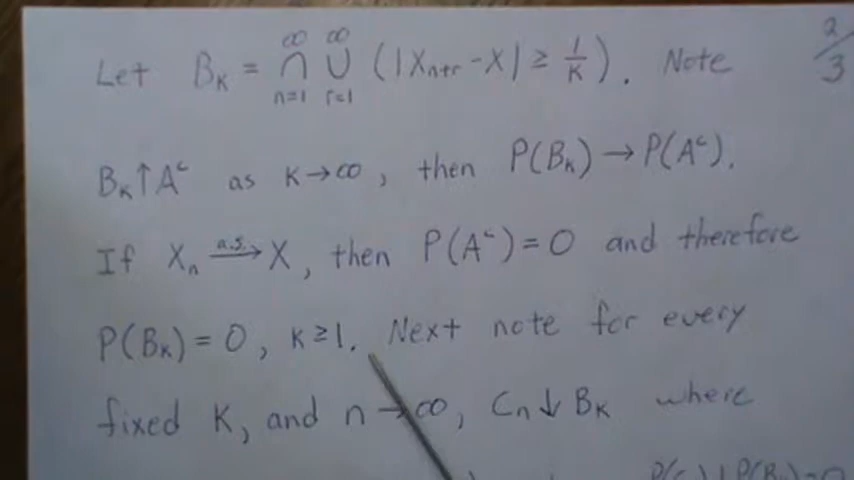 Let B_K = ∩_{n=1}^{∞} ∪_{r=1}^{∞} (|X_{n+r} - X| ≥ 1/K). Note
2/3
B_K ↑ A^c as K → ∞, then P(B_K) → P(A^c).
If X_n a.s.→ X, then P(A^c) = 0 and therefore
P(B_K) = 0, K ≥ 1. Next note for every
fixed K, and n → ∞, C_n ↓ B_K where